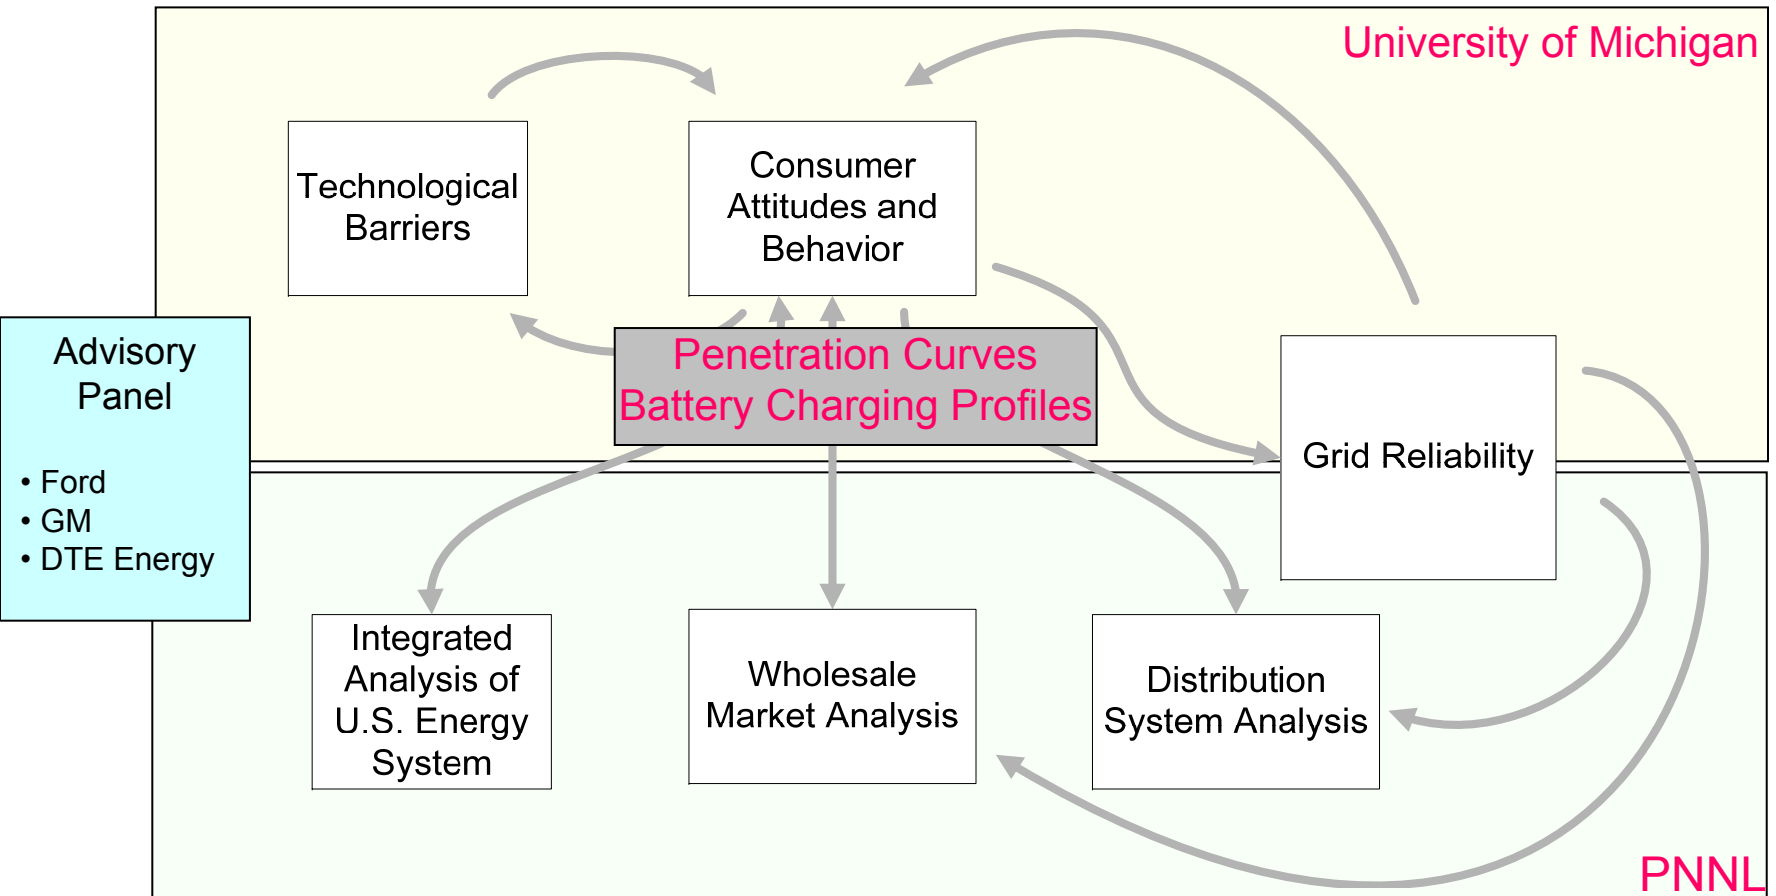 University of Michigan
Technological
Barriers
Consumer
Attitudes and
Behavior
Advisory
Panel
• Ford
• GM
• DTE Energy
Penetration Curves
Battery Charging Profiles
Grid Reliability
Integrated
Analysis of
U.S. Energy
System
Wholesale
Market Analysis
Distribution
System Analysis
PNNL